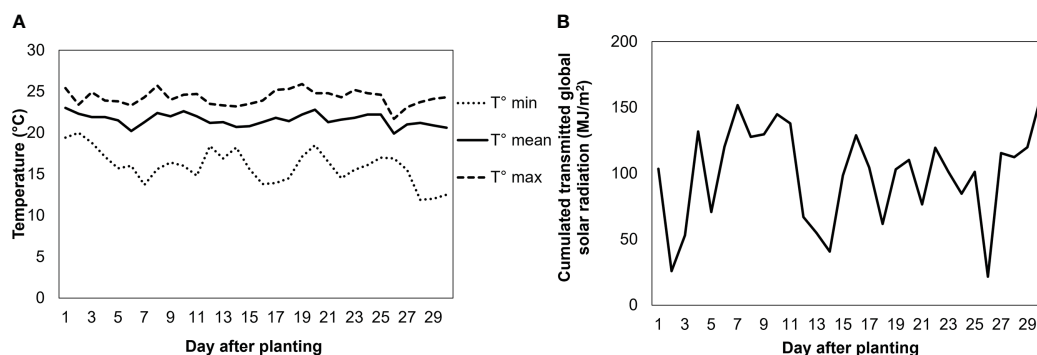 A
30
25
20
15
10
5
0
Temperature (°C)
1 3 5 7 9 11 13 15 17 19 21 23 25 27 29
Day after planting
T° min
T° mean
T° max
B
200
150
100
50
0
Cumulated transmitted global
solar radiation (MJ/m²)
1 3 5 7 9 11 13 15 17 19 21 23 25 27 29
Day after planting